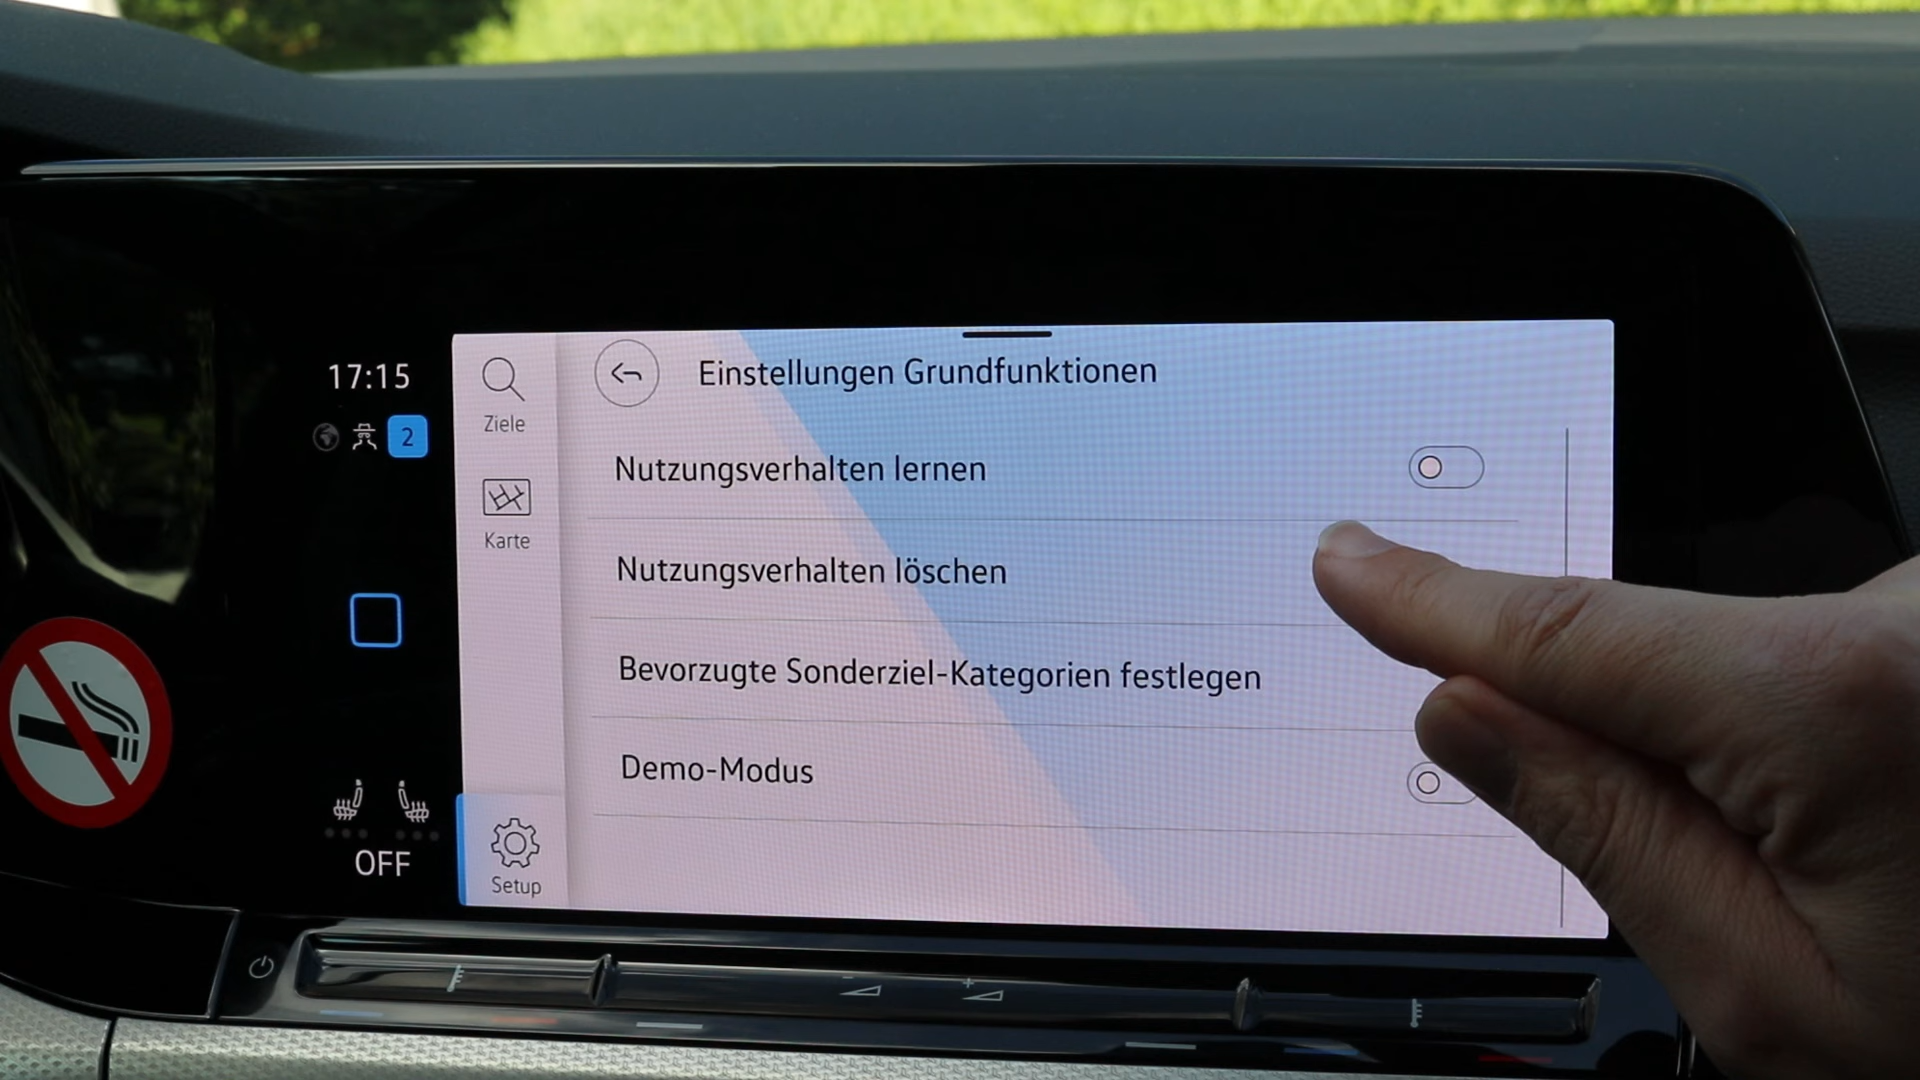 17:15
2
OFF
Ziele
Karte
Setup
Einstellungen Grundfunktionen
Nutzungsverhalten lernen
Nutzungsverhalten löschen
Bevorzugte Sonderziel-Kategorien festlegen
Demo-Modus